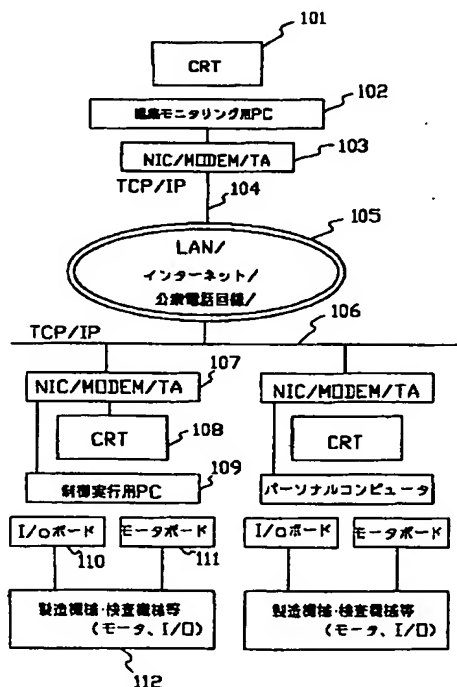 101
CRT
102
編集モニタリング用PC
NIC/MODEM/TA
103
TCP/IP
104
105
LAN/
インターネット/
公衆電話回線/
106
TCP/IP
NIC/MODEM/TA
107
NIC/MODEM/TA
CRT
108
CRT
109
制御実行用PC
パーソナルコンピュータ
I/Oボード
モータボード
I/Oボード
モータボード
110
111
製造機械・検査機械等
(モータ、I/O)
製造機械・検査機械等
(モータ、I/O)
112